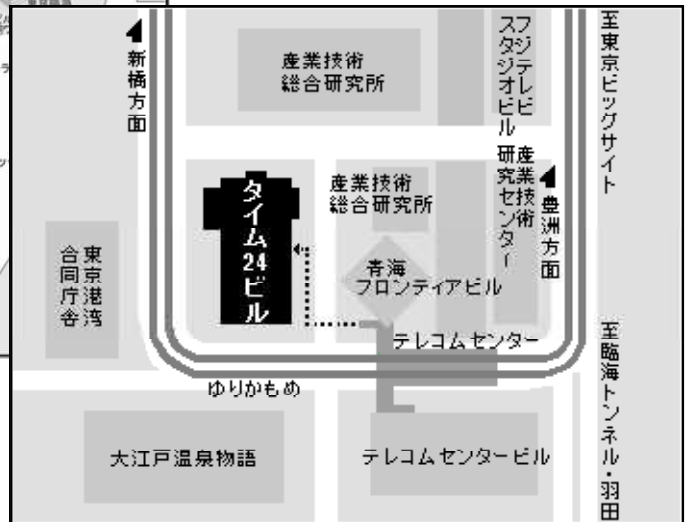 新橋方面
産業技術
総合研究所
フジテレビ
スタジオビル
至東京ビッグサイト
タイム24ビル
産業技術
総合研究所
産業技術
研究センター
豊洲方面
東京港湾
合同庁舎
青海
フロンティアビル
テレコムセンター
ゆりかもめ
至臨海トンネル・羽田
大江戸温泉物語
テレコムセンタービル